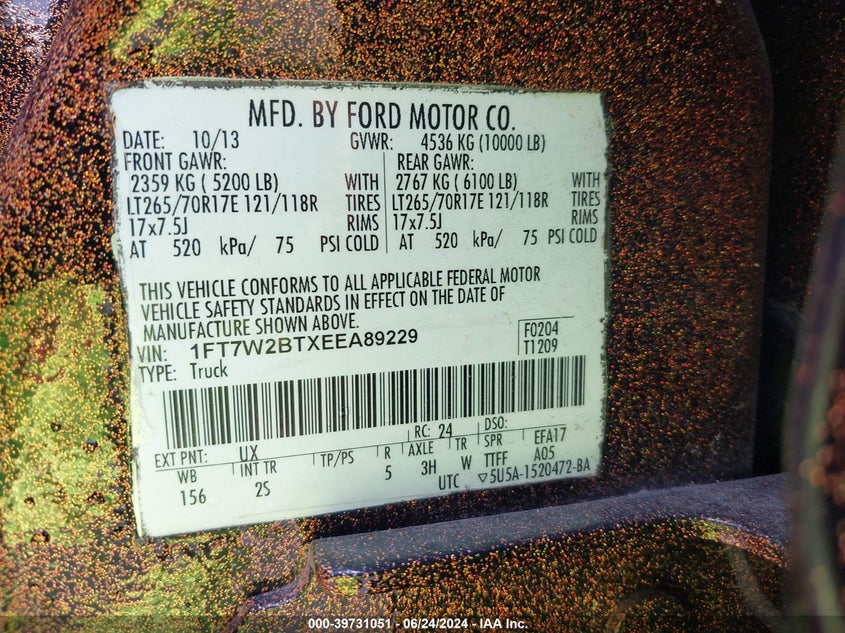 MFD. BY FORD MOTOR CO.
DATE: 10/13 GVWR: 4536 KG (10000 LB)
FRONT GAWR: REAR GAWR:
2359 KG ( 5200 LB) WITH 2767 KG ( 6100 LB) WITH
LT265/70R17E 121/118R TIRES LT265/70R17E 121/118R TIRES
17x7.5J RIMS 17x7.5J RIMS
AT 520 kPa/ 75 PSI COLD AT 520 kPa/ 75 PSI COLD
THIS VEHICLE CONFORMS TO ALL APPLICABLE FEDERAL MOTOR
VEHICLE SAFETY STANDARDS IN EFFECT ON THE DATE OF
MANUFACTURE SHOWN ABOVE.
VIN: 1FT7W2BTXEEA89229 F0204
TYPE: Truck T1209
EXT PNT: UX RC: 24 DSO:
WB INT TR TP/PS R AXLE TR SPR EFA17
156 2S 5 3H W TTFF A05
UTC ▽5U5A-1520472-BA
000-39731051 - 06/24/2024 - IAA Inc.